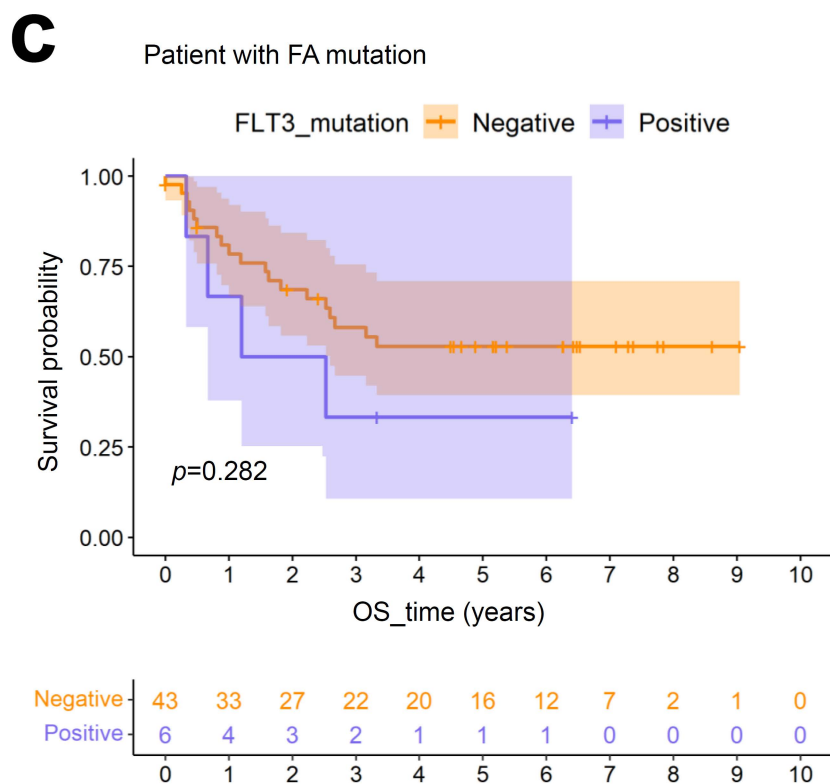 C
Patient with FA mutation
FLT3_mutation Negative Positive
1.00
0.75
0.50
0.25
0.00
Survival probability
p=0.282
0 1 2 3 4 5 6 7 8 9 10
OS_time (years)
Negative 43 33 27 22 20 16 12 7 2 1 0
Positive 6 4 3 2 1 1 1 0 0 0 0
0 1 2 3 4 5 6 7 8 9 10